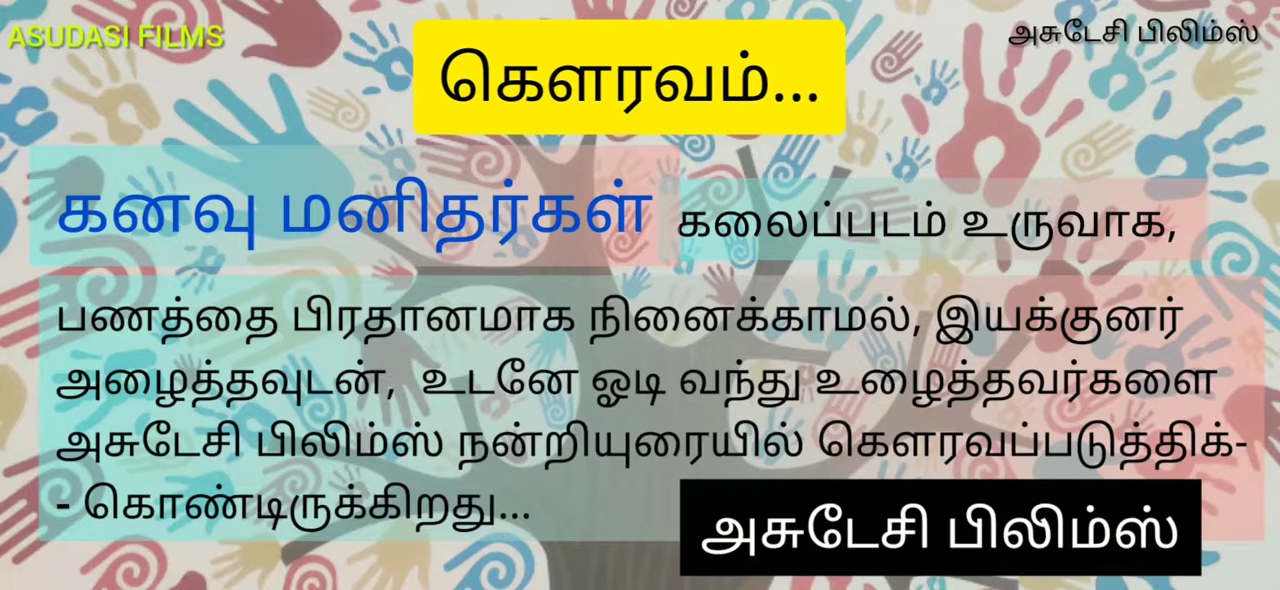 ASUDASI FILMS
அசுடேசி பிலிம்ஸ்
கௌரவம்...
கனவு மனிதர்கள் கலைப்படம் உருவாக,
பணத்தை பிரதானமாக நினைக்காமல், இயக்குனர்
அழைத்தவுடன், உடனே ஓடி வந்து உழைத்தவர்களை
அசுடேசி பிலிம்ஸ் நன்றியுரையில் கௌரவப்படுத்திக்-
- கொண்டிருக்கிறது...
அசுடேசி பிலிம்ஸ்